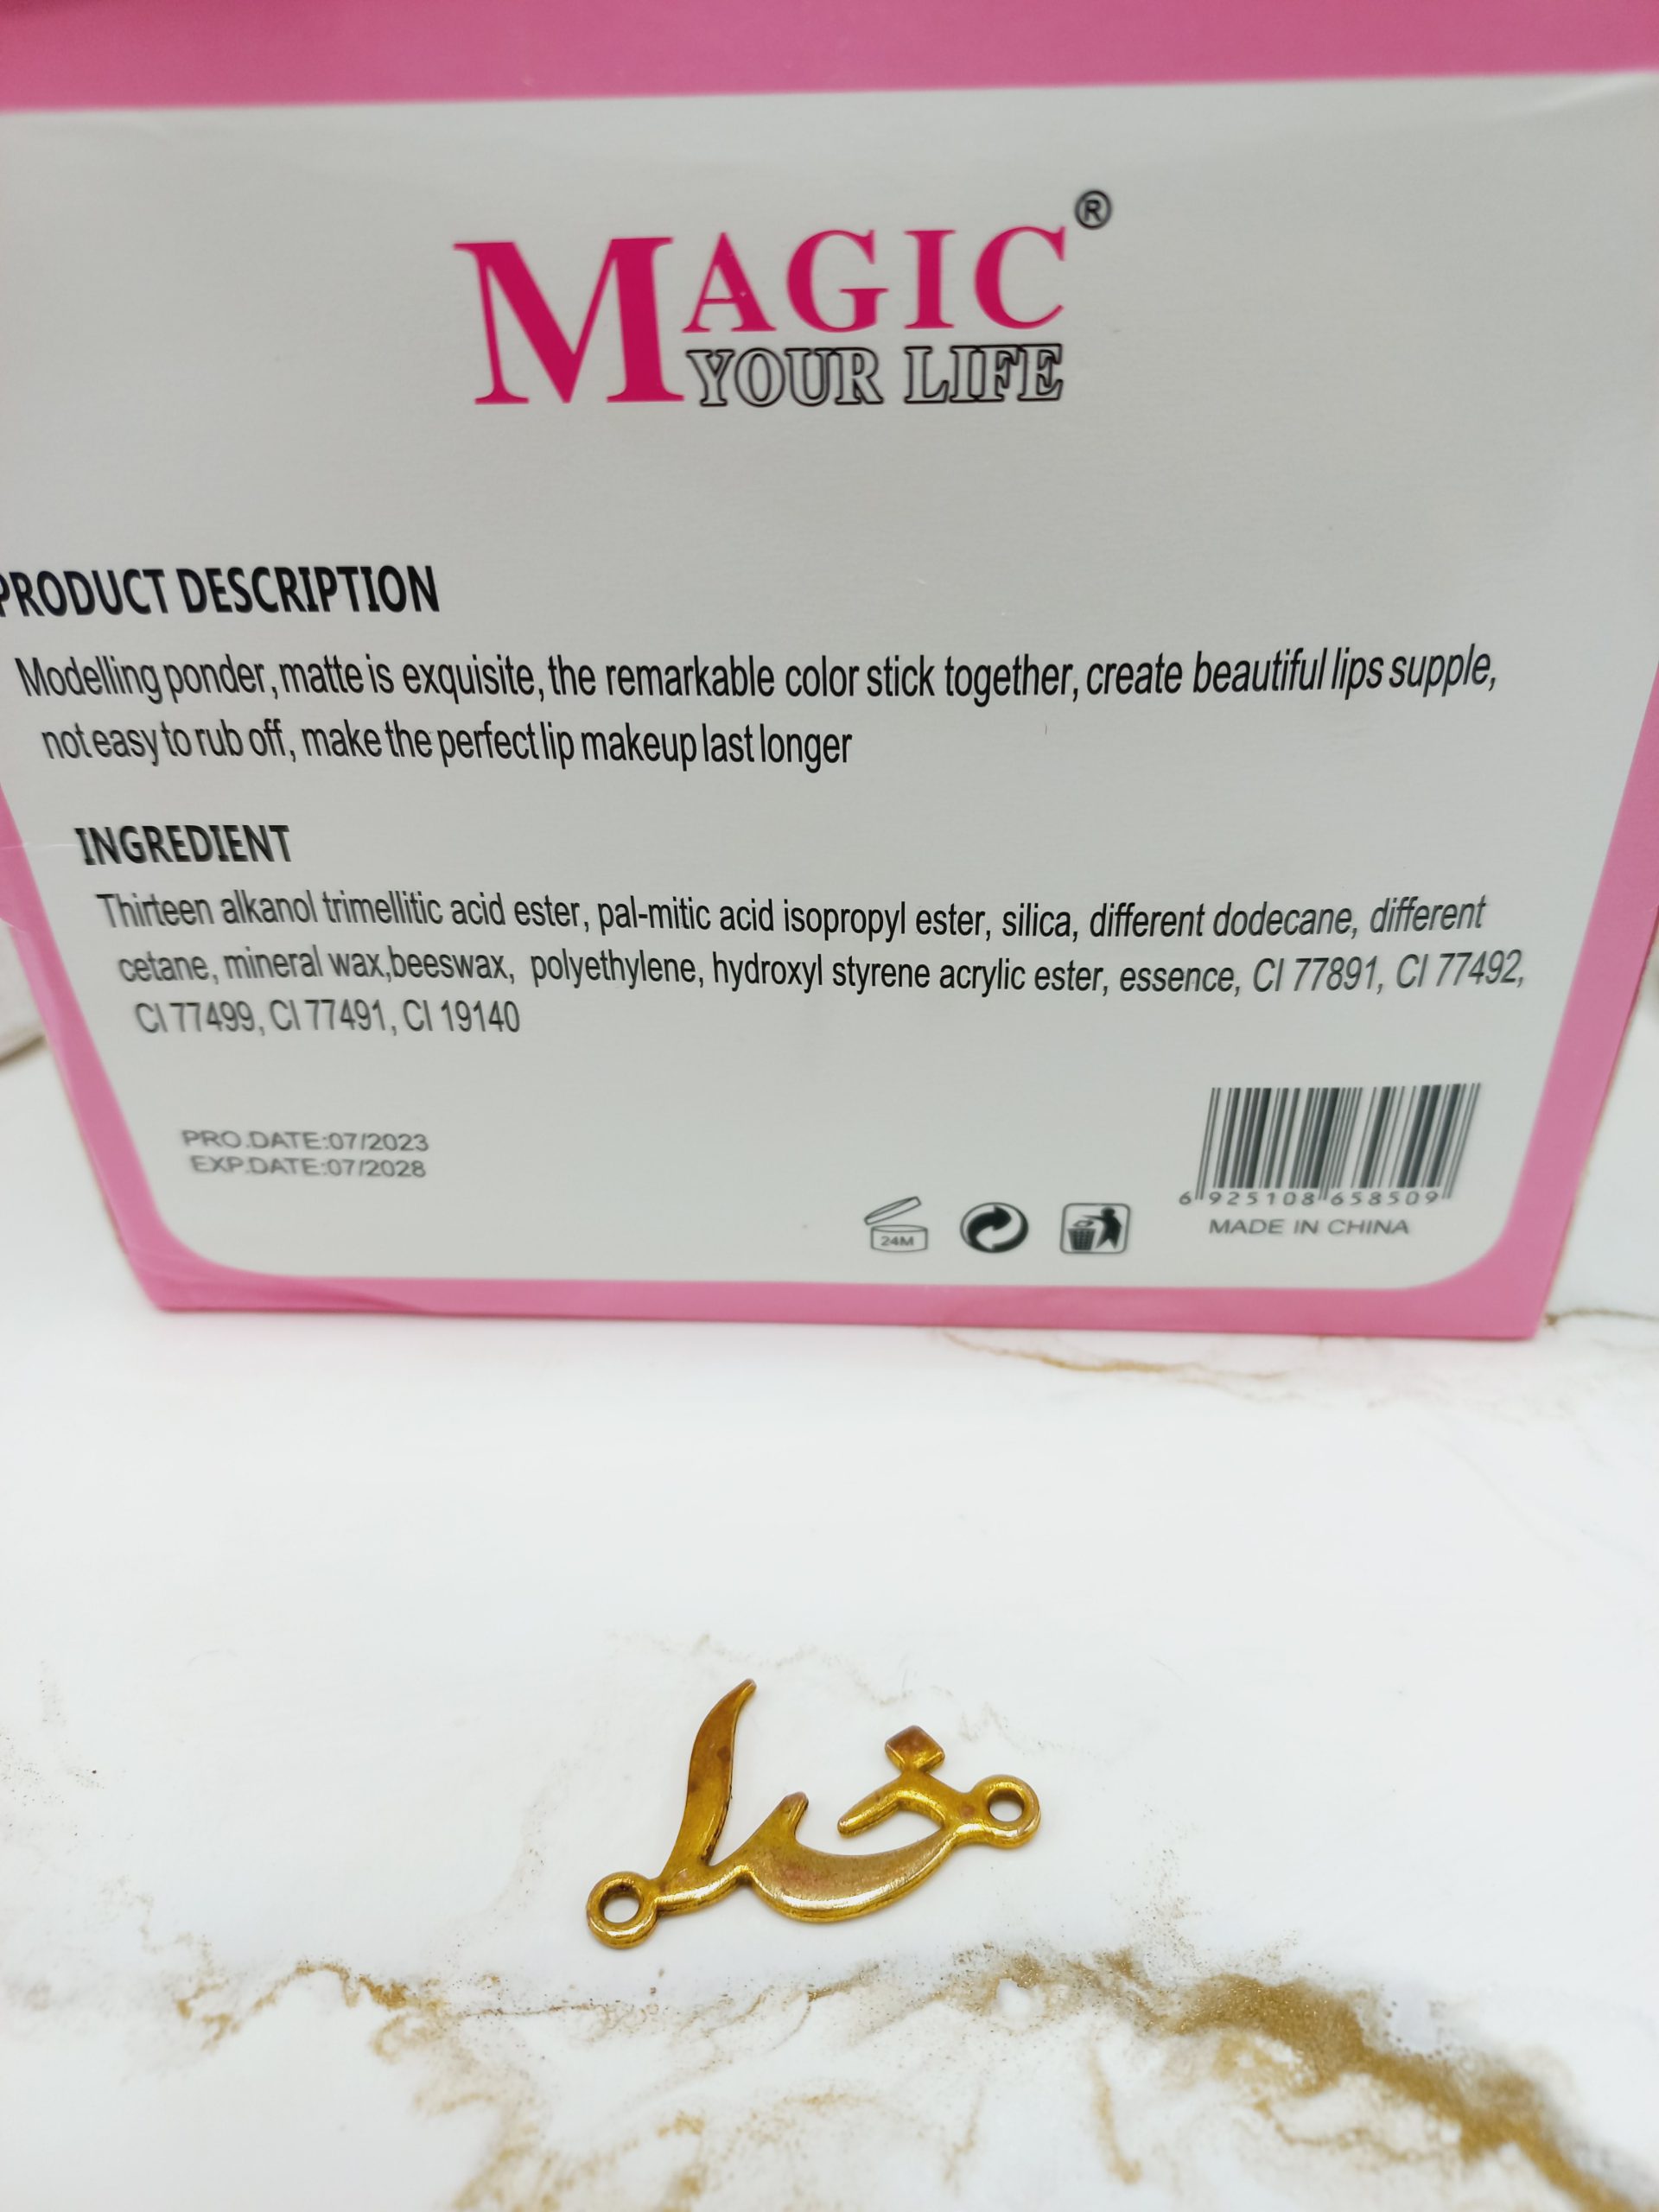 MAGIC®
YOUR LIFE
PRODUCT DESCRIPTION
Modelling ponder, matte is exquisite, the remarkable color stick together, create beautiful lips supple,
not easy to rub off, make the perfect lip makeup last longer
INGREDIENT
Thirteen alkanol trimellitic acid ester, pal-mitic acid isopropyl ester, silica, different dodecane, different
cetane, mineral wax,beeswax, polyethylene, hydroxyl styrene acrylic ester, essence, CI 77891, CI 77492,
CI 77499, CI 77491, CI 19140
PRO.DATE:07/2023
EXP.DATE:07/2028
24M
6 925108 658509
MADE IN CHINA
خدا